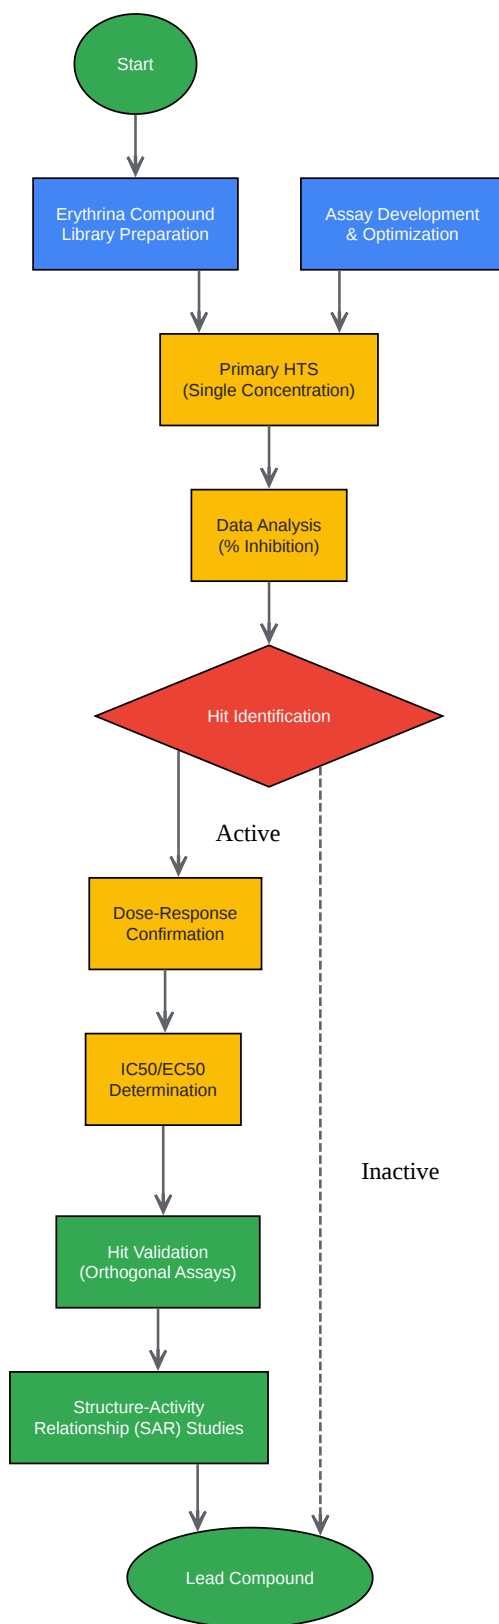 Start
Erythrina Compound
Library Preparation
Assay Development
& Optimization
Primary HTS
(Single Concentration)
Data Analysis
(% Inhibition)
Hit Identification
Active
Dose-Response
Confirmation
IC50/EC50
Determination
Inactive
Hit Validation
(Orthogonal Assays)
Structure-Activity
Relationship (SAR) Studies
Lead Compound